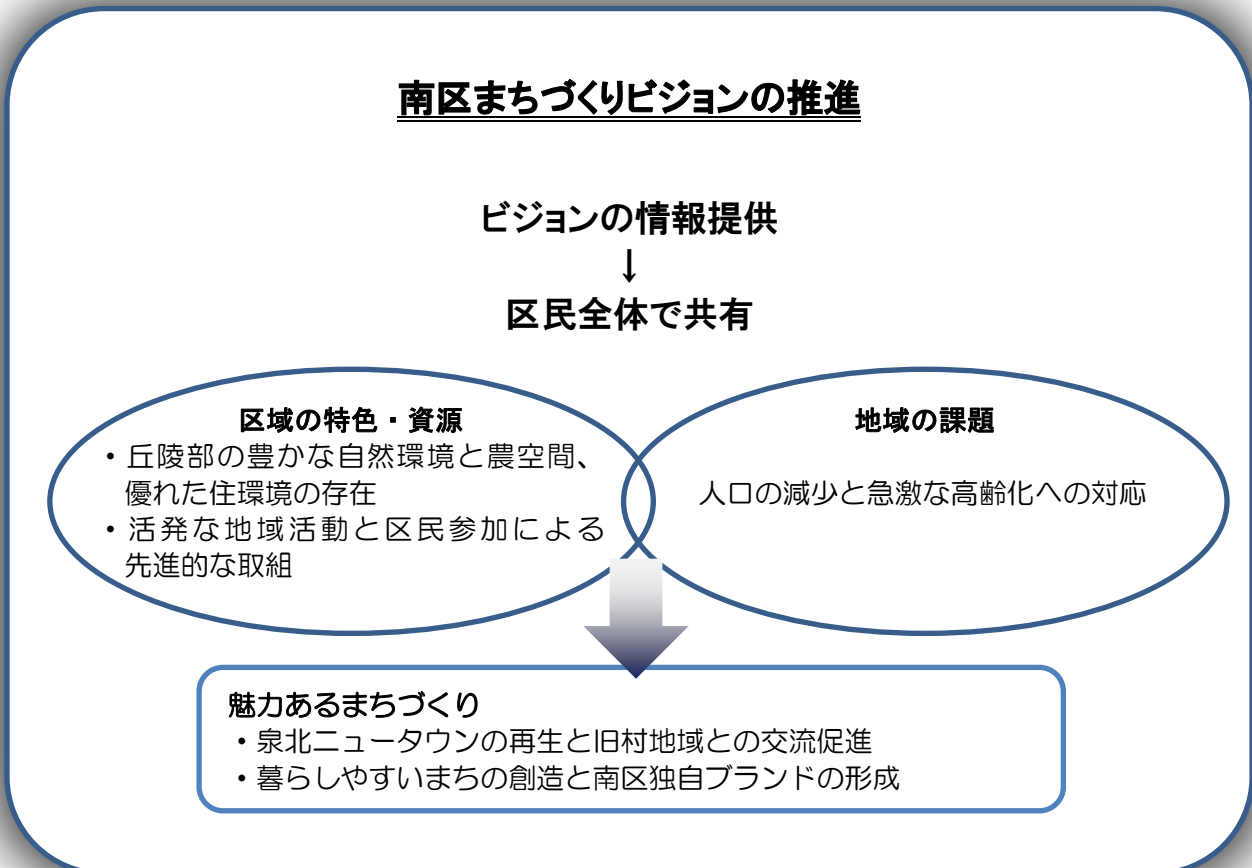 南区まちづくりビジョンの推進
ビジョンの情報提供
↓
区民全体で共有
区域の特色・資源
・丘陵部の豊かな自然環境と農空間、
優れた住環境の存在
・活発な地域活動と区民参加による
先進的な取組
地域の課題
人口の減少と急激な高齢化への対応
魅力あるまちづくり
・泉北ニュータウンの再生と旧村地域との交流促進
・暮らしやすいまちの創造と南区独自ブランドの形成